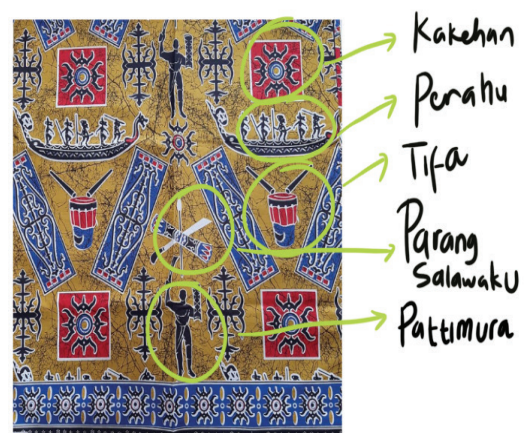 Kakehan
Perahu
Tifa
Parang
Salawaku
Pattimura